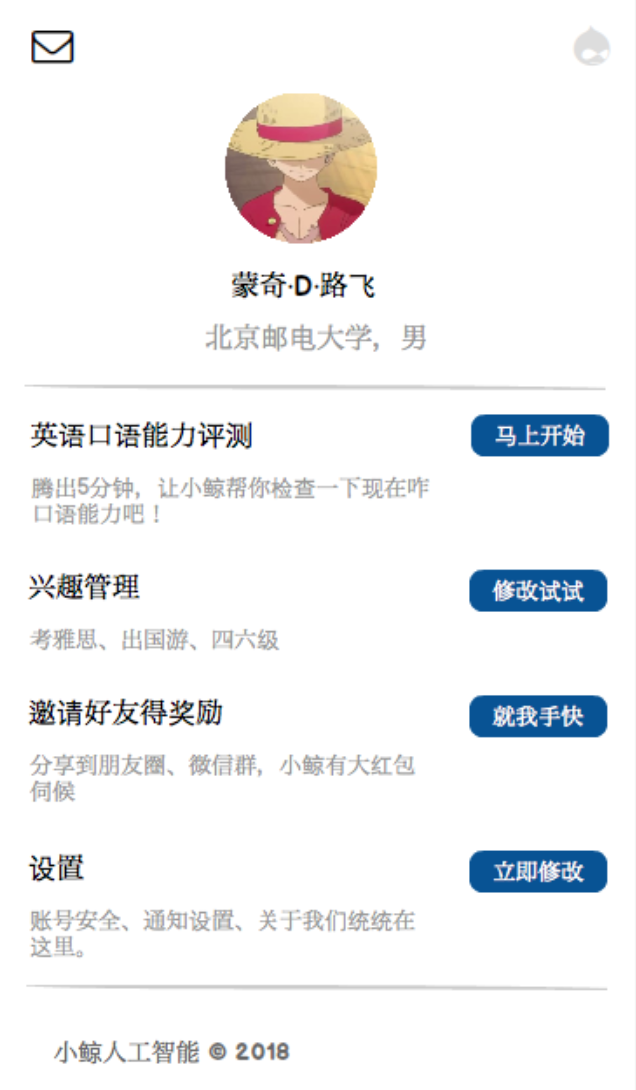 蒙奇·D·路飞
北京邮电大学，男
英语口语能力评测
马上开始
腾出5分钟，让小鲸帮你检查一下现在咋
口语能力吧！
兴趣管理
修改试试
考雅思、出国游、四六级
邀请好友得奖励
就我手快
分享到朋友圈、微信群，小鲸有大红包
伺候
设置
立即修改
账号安全、通知设置、关于我们统统在
这里。
小鲸人工智能 © 2018